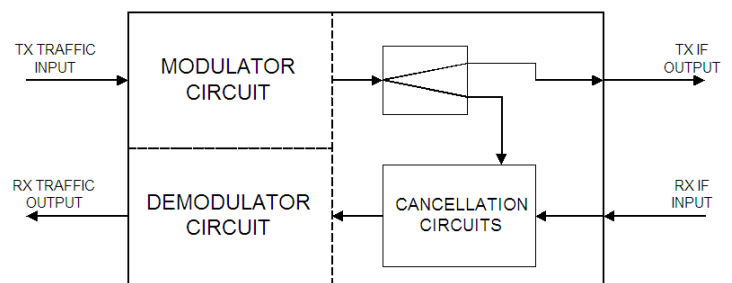 TX TRAFFIC
INPUT
MODULATOR
CIRCUIT
TX IF
OUTPUT
RX TRAFFIC
OUTPUT
DEMODULATOR
CIRCUIT
CANCELLATION
CIRCUITS
RX IF
INPUT